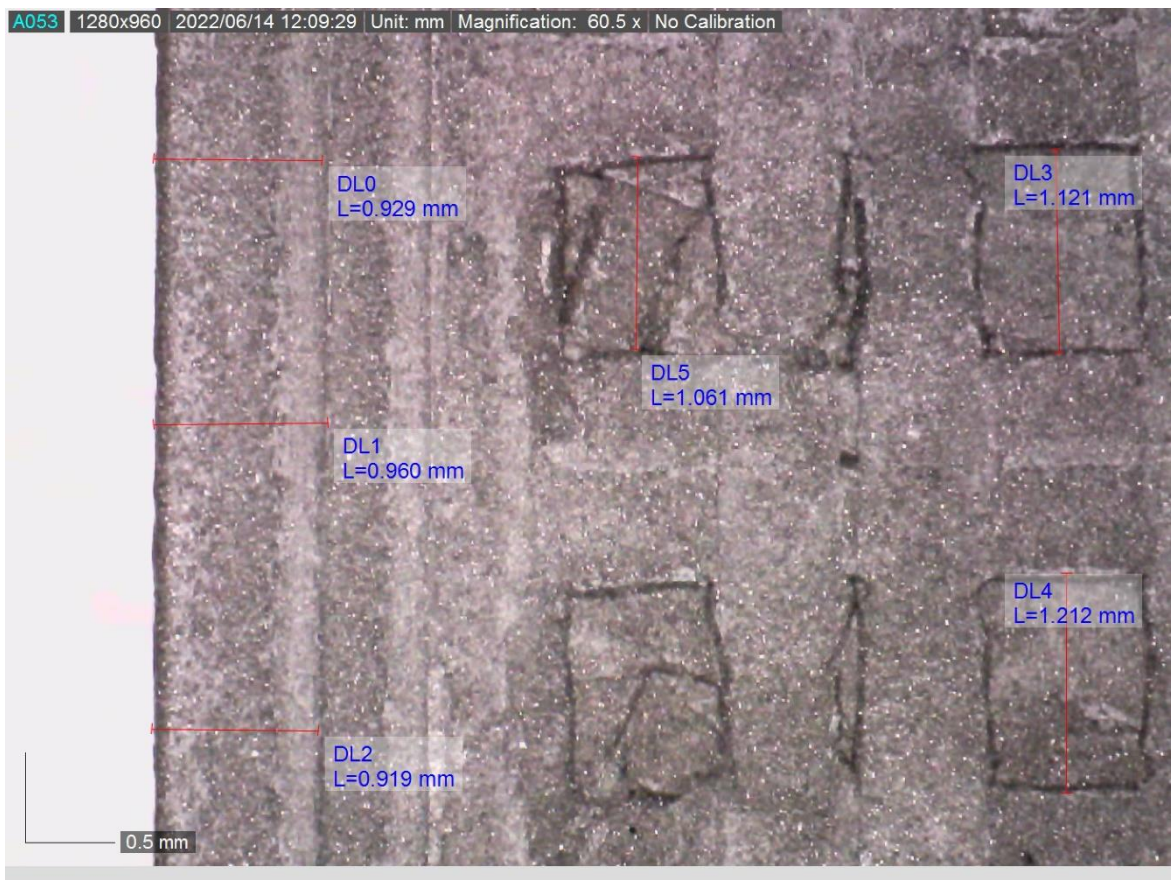 A053 1280x960 2022/06/14 12:09:29 Unit: mm Magnification: 60.5 x No Calibration
DL0
L=0.929 mm
DL3
L=1.121 mm
DL5
L=1.061 mm
DL1
L=0.960 mm
DL4
L=1.212 mm
DL2
L=0.919 mm
0.5 mm